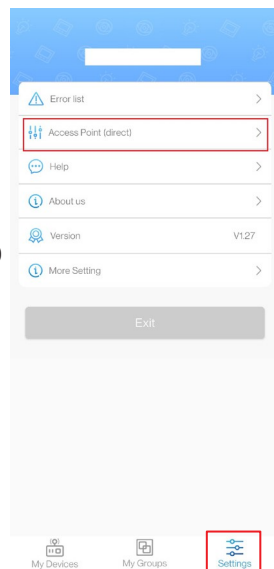 Error list
Access Point (direct)
Help
About us
Version V1.27
More Setting
Exit
My Devices My Groups Settings